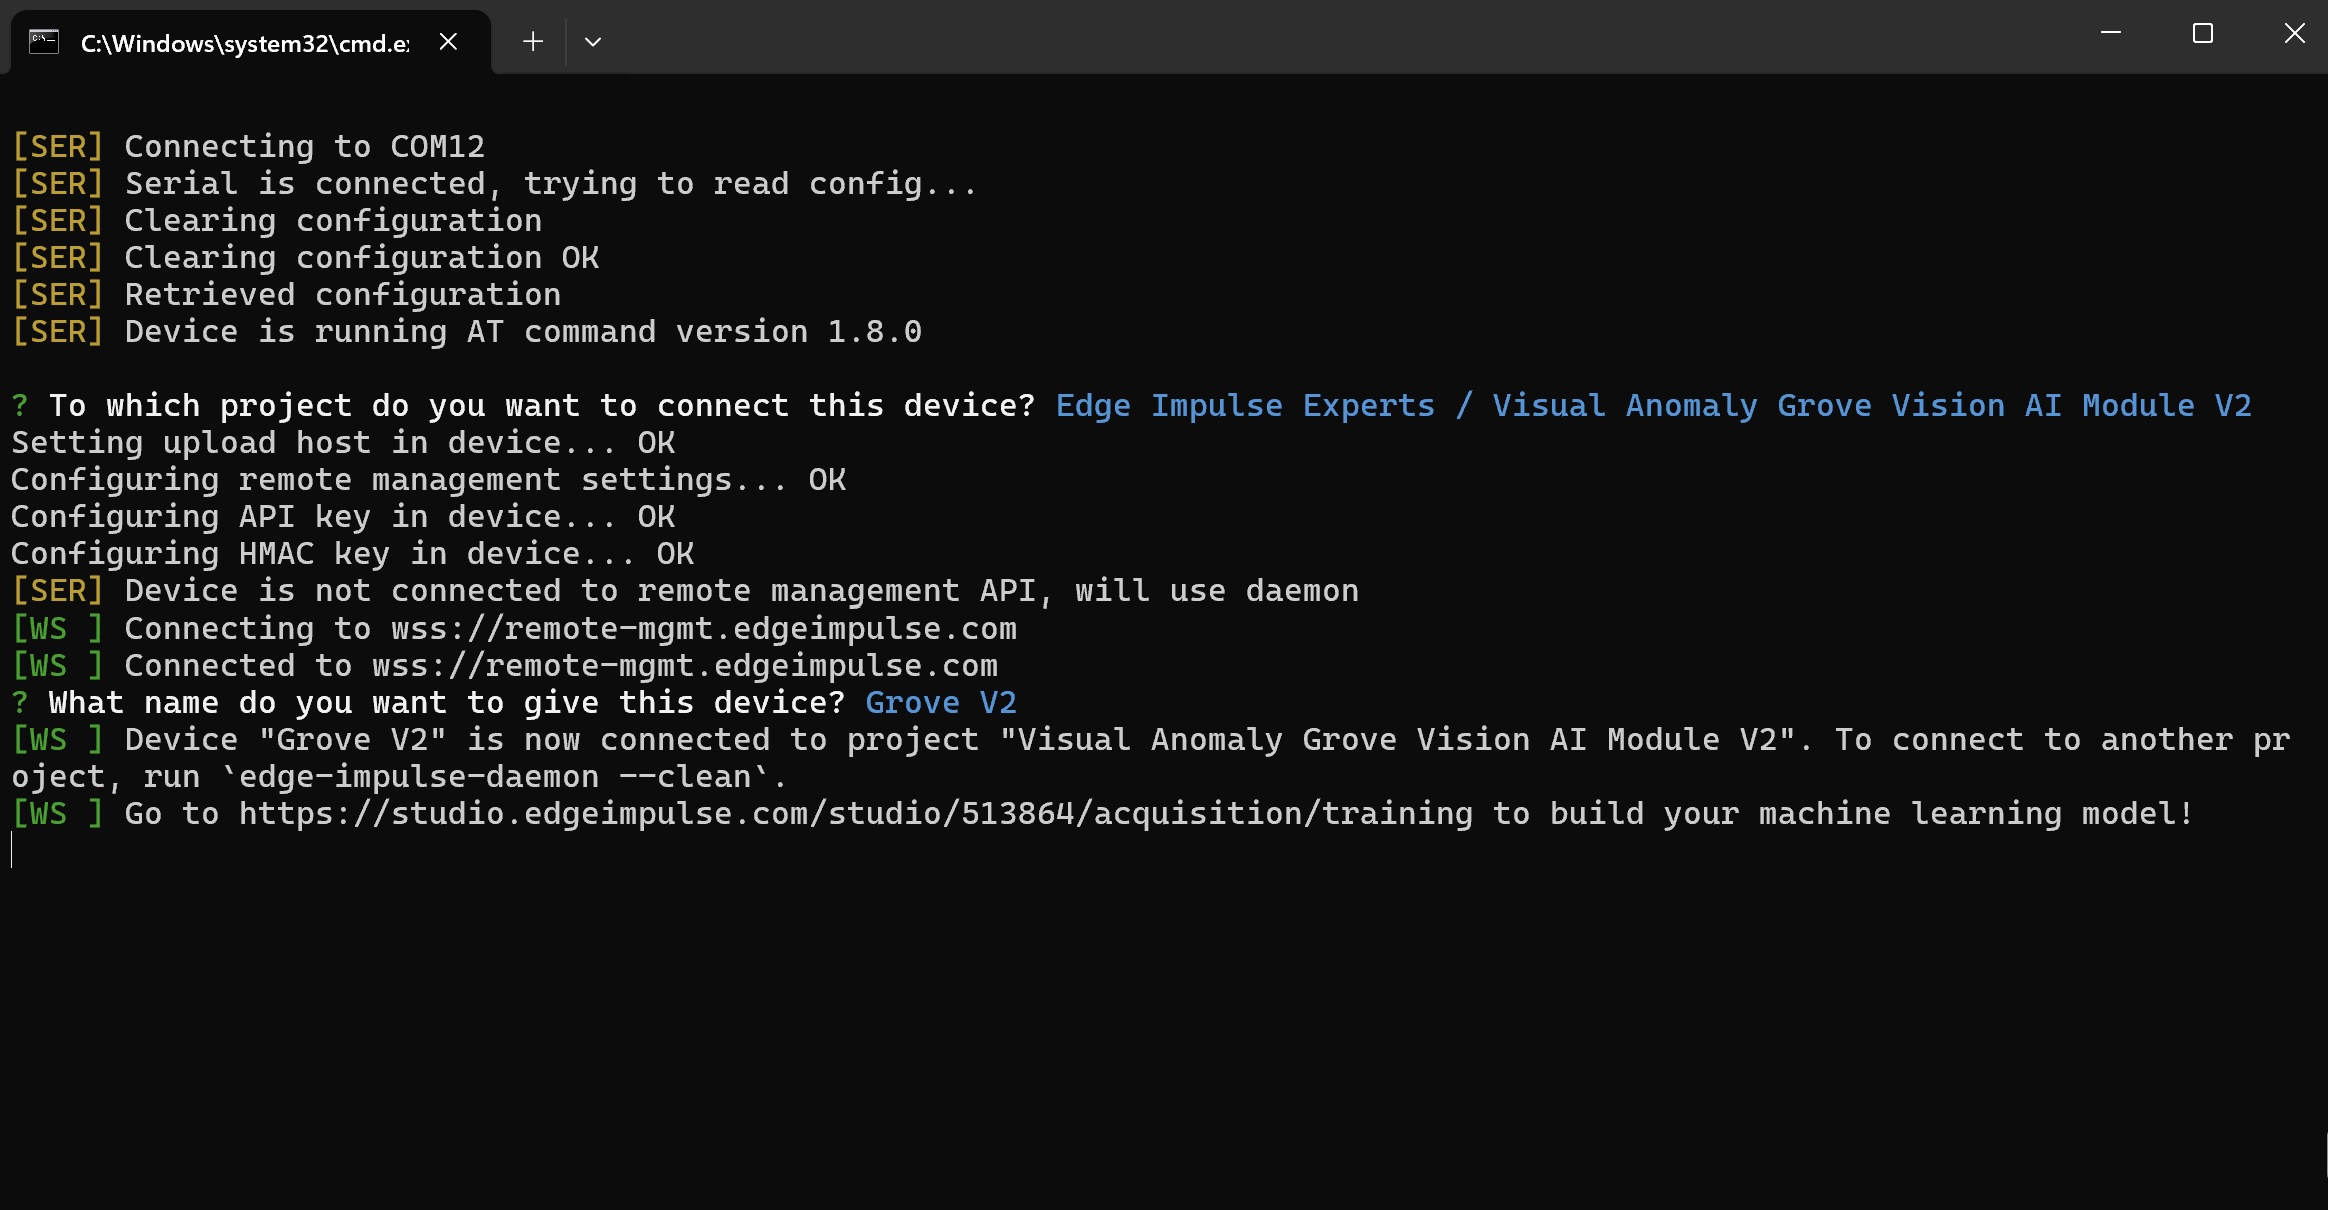 C:\Windows\system32\cmd.e
[SER] Connecting to COM12
[SER] Serial is connected, trying to read config...
[SER] Clearing configuration
[SER] Clearing configuration OK
[SER] Retrieved configuration
[SER] Device is running AT command version 1.8.0
? To which project do you want to connect this device? Edge Impulse Experts / Visual Anomaly Grove Vision AI Module V2
Setting upload host in device... OK
Configuring remote management settings... OK
Configuring API key in device... OK
Configuring HMAC key in device... OK
[SER] Device is not connected to remote management API, will use daemon
[WS ] Connecting to wss://remote-mgmt.edgeimpulse.com
[WS ] Connected to wss://remote-mgmt.edgeimpulse.com
? What name do you want to give this device? Grove V2
[WS ] Device "Grove V2" is now connected to project "Visual Anomaly Grove Vision AI Module V2". To connect to another pr
oject, run `edge-impulse-daemon --clean`.
[WS ] Go to https://studio.edgeimpulse.com/studio/513864/acquisition/training to build your machine learning model!